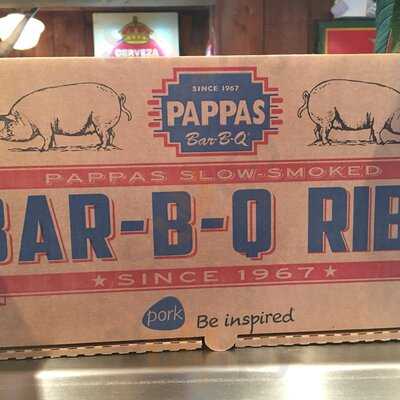 CERVEZA
SINCE 1967
PAPPAS
Bar-B-Q
PAPPAS SLOW-SMOKED
BAR-B-Q RIB
★ SINCE 1967 ★
pork Be inspired